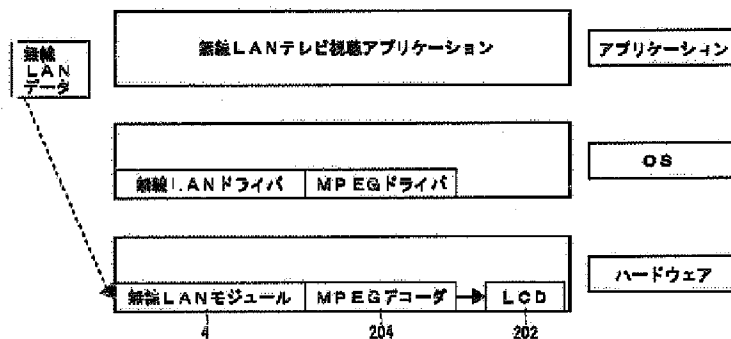 無線
LAN
データ
無線LANテレビ視聴アプリケーション
アプリケーション
OS
無線LANドライバ
MPEGドライバ
ハードウェア
無線LANモジュール
MPEGデコーダ
LCD
4
204
202